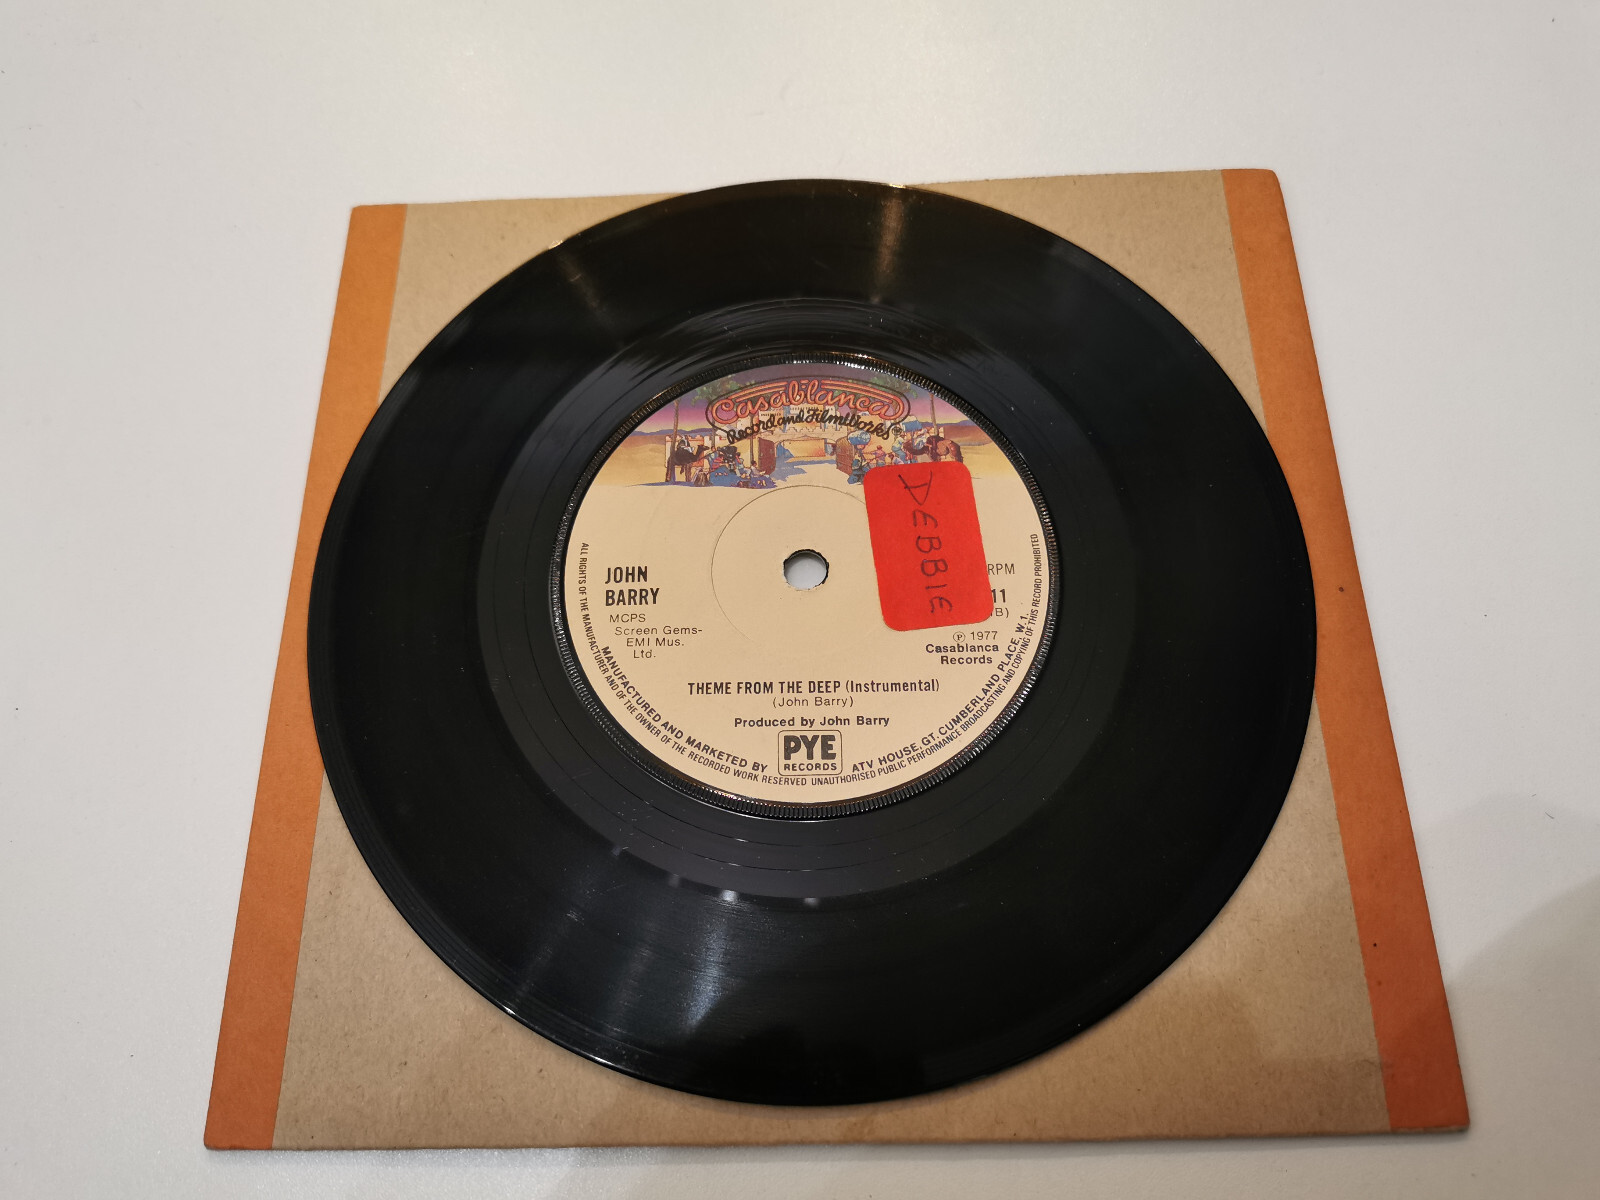 Casablanca
Record and FilmWorks
DEBBIE
JOHN
BARRY
MCPS
Screen Gems-
EMI Mus.
Ltd.
RPM
11
B)
Ⓟ 1977
Casablanca
Records
THEME FROM THE DEEP (Instrumental)
(John Barry)
Produced by John Barry
PYE
RECORDS
MANUFACTURED AND MARKETED BY
ATV HOUSE, GT. CUMBERLAND PLACE, W.1.
ALL RIGHTS OF THE MANUFACTURER AND OF THE OWNER OF THE RECORDED WORK RESERVED UNAUTHORISED PUBLIC PERFORMANCE BROADCASTING AND COPYING OF THIS RECORD PROHIBITED